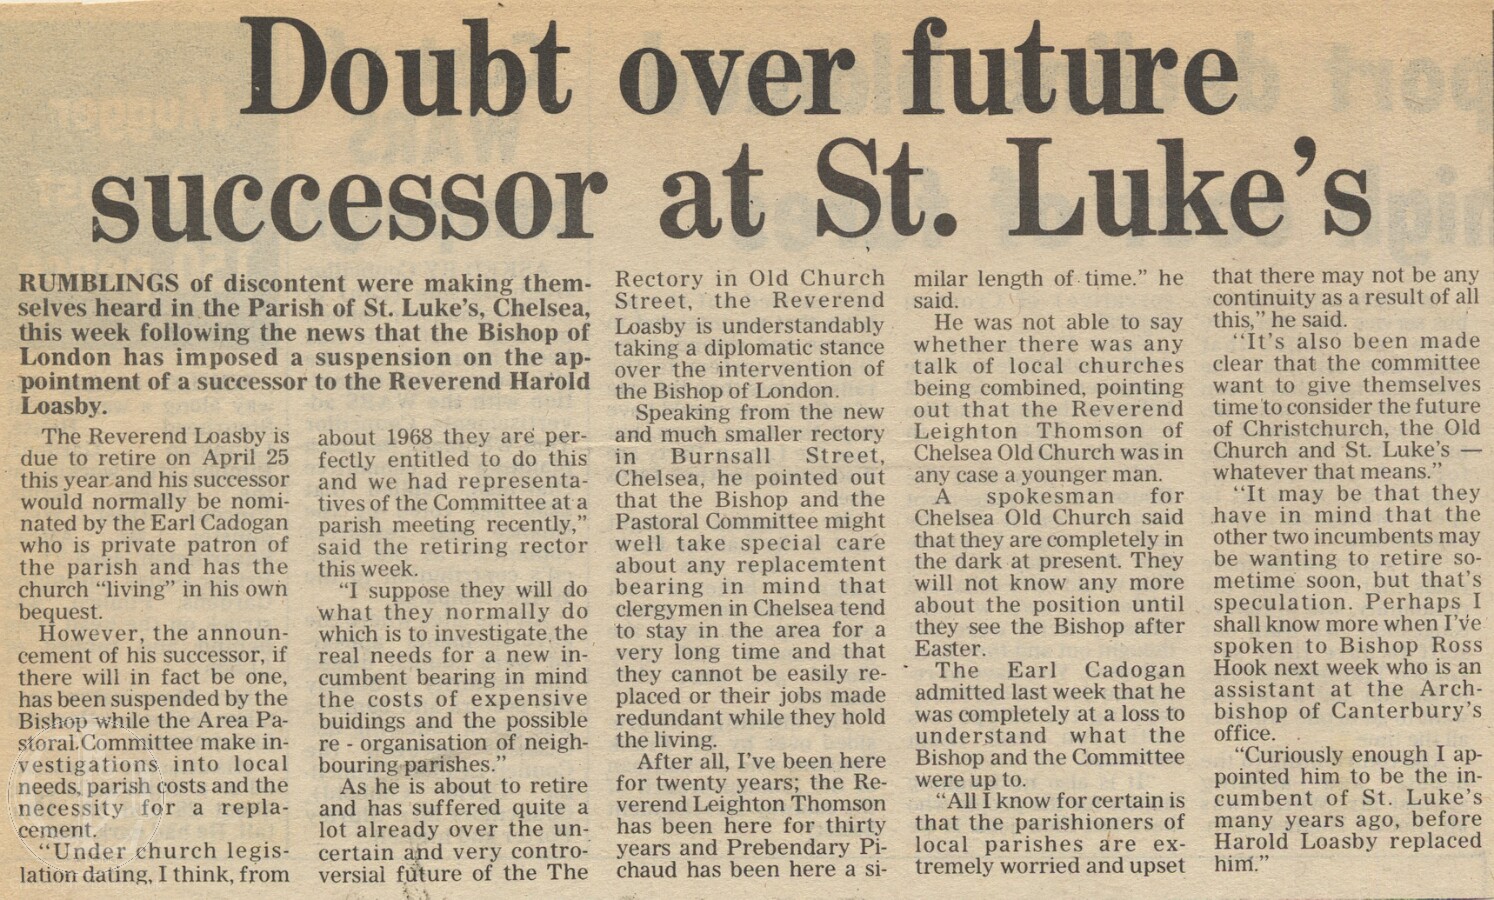 Doubt over future
successor at St. Luke's
RUMBLINGS of discontent were making them-
selves heard in the Parish of St. Luke's, Chelsea,
this week following the news that the Bishop of
London has imposed a suspension on the ap-
pointment of a successor to the Reverend Harold
Loasby.
The Reverend Loasby is
due to retire on April 25
this year and his successor
would normally be nomi-
nated by the Earl Cadogan
who is private patron of
the parish and has the
church "living" in his own
bequest.
However, the announ-
cement of his successor, if
there will in fact be one,
has been suspended by the
Bishop while the Area Pa-
storal Committee make in-
vestigations into local
needs, parish costs and the
necessity for a repla-
cement.
"Under church legis-
lation dating, I think, from
about 1968 they are per-
fectly entitled to do this
and we had representa-
tives of the Committee at a
parish meeting recently,"
said the retiring rector
this week.
"I suppose they will do
what they normally do
which is to investigate the
real needs for a new in-
cumbent bearing in mind
the costs of expensive
buidings and the possible
re - organisation of neigh-
bouring parishes."
As he is about to retire
and has suffered quite a
lot already over the un-
certain and very contro-
versial future of the The
Rectory in Old Church
Street, the Reverend
Loasby is understandably
taking a diplomatic stance
over the intervention of
the Bishop of London.
Speaking from the new
and much smaller rectory
in Burnsall Street,
Chelsea, he pointed out
that the Bishop and the
Pastoral Committee might
well take special care
about any replacemtent
bearing in mind that
clergymen in Chelsea tend
to stay in the area for a
very long time and that
they cannot be easily re-
placed or their jobs made
redundant while they hold
the living.
After all, I've been here
for twenty years; the Re-
verend Leighton Thomson
has been here for thirty
years and Prebendary Pi-
chaud has been here a si-
milar length of time." he
said.
He was not able to say
whether there was any
talk of local churches
being combined, pointing
out that the Reverend
Leighton Thomson of
Chelsea Old Church was in
any case a younger man.
A spokesman for
Chelsea Old Church said
that they are completely in
the dark at present. They
will not know any more
about the position until
they see the Bishop after
Easter.
The Earl Cadogan
admitted last week that he
was completely at a loss to
understand what the
Bishop and the Committee
were up to.
"All I know for certain is
that the parishioners of
local parishes are ex-
tremely worried and upset
that there may not be any
continuity as a result of all
this," he said.
"It's also been made
clear that the committee
want to give themselves
time to consider the future
of Christchurch, the Old
Church and St. Luke's —
whatever that means."
"It may be that they
have in mind that the
other two incumbents may
be wanting to retire so-
metime soon, but that's
speculation. Perhaps I
shall know more when I've
spoken to Bishop Ross
Hook next week who is an
assistant at the Arch-
bishop of Canterbury's
office.
"Curiously enough I ap-
pointed him to be the in-
cumbent of St. Luke's
many years ago, before
Harold Loasby replaced
him."